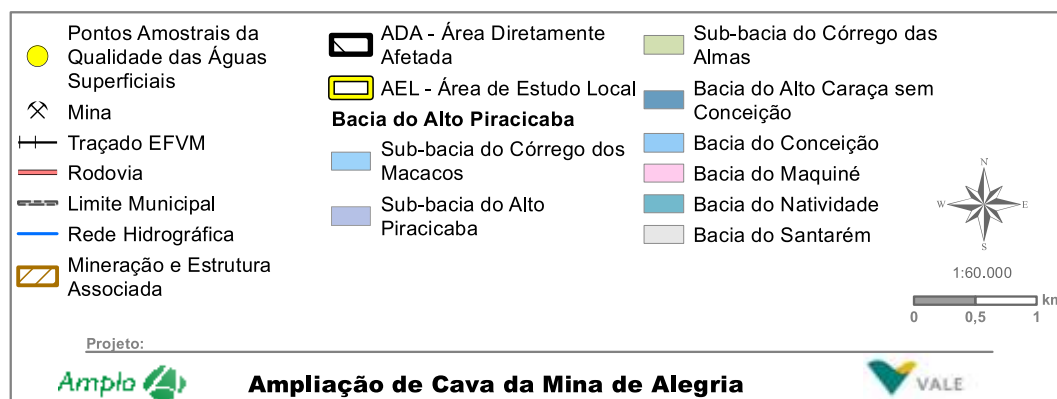 Pontos Amostrais da
Qualidade das Águas
Superficiais
Mina
Traçado EFVM
Rodovia
Limite Municipal
Rede Hidrográfica
Mineração e Estrutura
Associada
ADA - Área Diretamente
Afetada
AEL - Área de Estudo Local
Bacia do Alto Piracicaba
Sub-bacia do Córrego dos
Macacos
Sub-bacia do Alto
Piracicaba
Sub-bacia do Córrego das
Almas
Bacia do Alto Caraça sem
Conceição
Bacia do Conceição
Bacia do Maquiné
Bacia do Natividade
Bacia do Santarém
N
W E
S
1:60.000
km
0 0,5 1
Projeto:
Amplo
Ampliação de Cava da Mina de Alegria
VALE